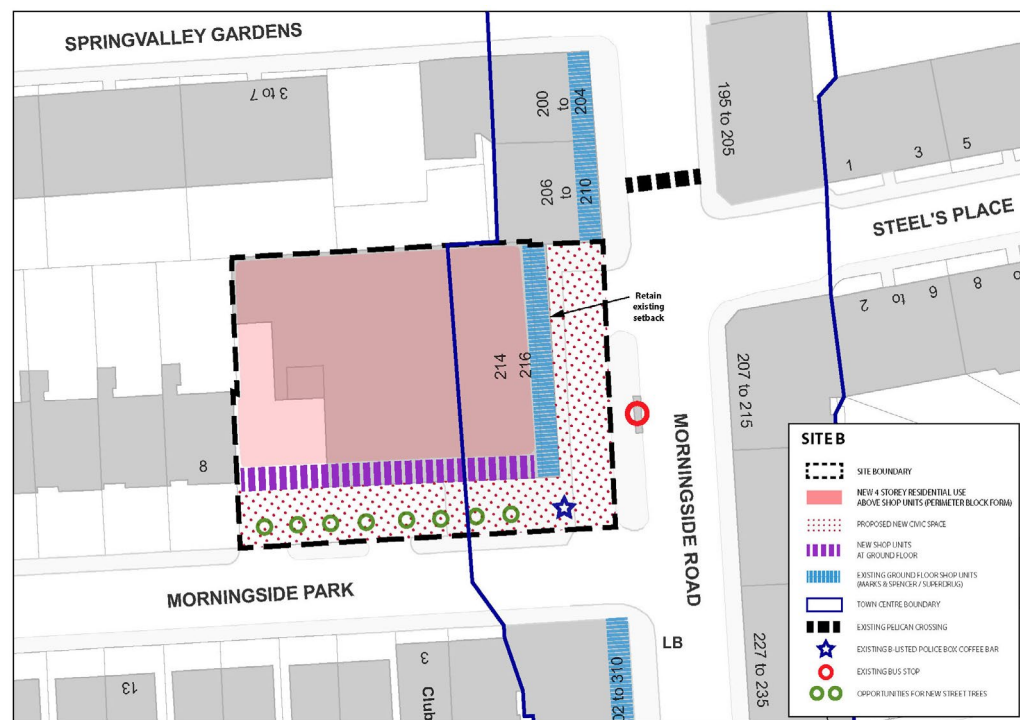 SPRINGVALLEY GARDENS
3 to 7
200
to
204
206
to
210
195 to 205
1
3
5
STEEL'S PLACE
2
to
6
8
Retain
existing
setback
214
216
207 to 215
MORNINGSIDE ROAD
8
MORNINGSIDE PARK
LB
227 to 235
3
Club
13
02 to 310
SITE B
SITE BOUNDARY
NEW 4 STOREY RESIDENTIAL USE
ABOVE SHOP UNITS (PERIMETER BLOCK FORM)
PROPOSED NEW CIVIC SPACE
NEW SHOP UNITS
AT GROUND FLOOR
EXISTING GROUND FLOOR SHOP UNITS
(MARKS & SPENCER / SUPERDRUG)
TOWN CENTRE BOUNDARY
EXISTING PELICAN CROSSING
EXISTING B-LISTED POLICE BOX COFFEE BAR
EXISTING BUS STOP
OPPORTUNITIES FOR NEW STREET TREES